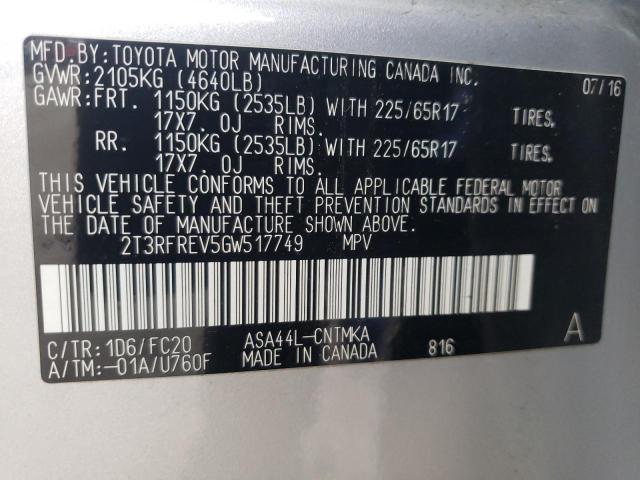 MFD.BY:TOYOTA MOTOR MANUFACTURING CANADA INC. 07/16
GVWR:2105KG (4640LB)
GAWR:FRT. 1150KG (2535LB) WITH 225/65R17 TIRES,
17X7.0J RIMS.
RR. 1150KG (2535LB) WITH 225/65R17 TIRES,
17X7.0J RIMS.
THIS VEHICLE CONFORMS TO ALL APPLICABLE FEDERAL MOTOR
VEHICLE SAFETY AND THEFT PREVENTION STANDARDS IN EFFECT ON
THE DATE OF MANUFACTURE SHOWN ABOVE.
2T3RFREV5GW517749 MPV
C/TR:1D6/FC20 ASA44L-CNTMKA A
A/TM:-01A/U760F MADE IN CANADA 816